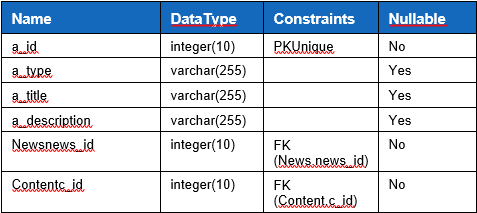 Name DataType Constraints Nullable
a_id integer(10) PKUnique No
a_type varchar(255) Yes
a_title varchar(255) Yes
a_description varchar(255) Yes
Newsnews_id integer(10) FK No
(News.news_id)
Contentc_id integer(10) FK No
(Content.c_id)